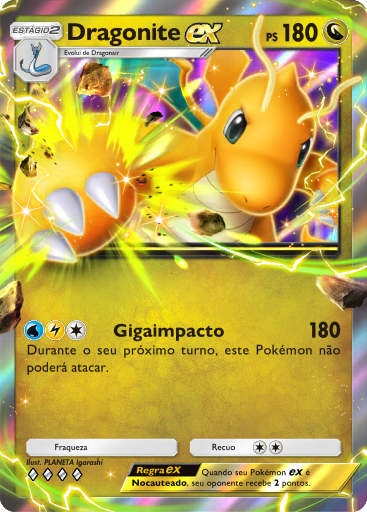 ESTÁGIO 2 Dragonite ex PS 180
Evolui de Dragonair
Gigaimpacto 180
Durante o seu próximo turno, este Pokémon não
poderá atacar.
Fraqueza Recuo
Ilust. PLANETA Igarashi
Regra ex Quando seu Pokémon ex é
Nocauteado, seu oponente recebe 2 pontos.